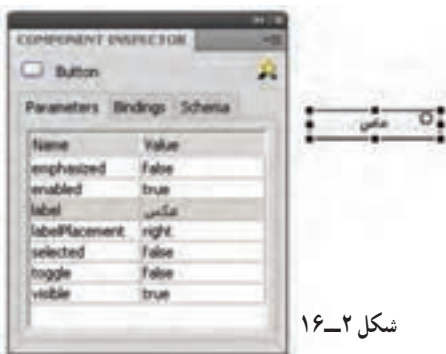 COMPONENT INSPECTOR
Button
Parameters Bindings Schema
Name Value
emphasized false
enabled true
label عکس
labelPlacement right
selected false
toggle false
visible true
عکس
شکل ۲ــ۱۶